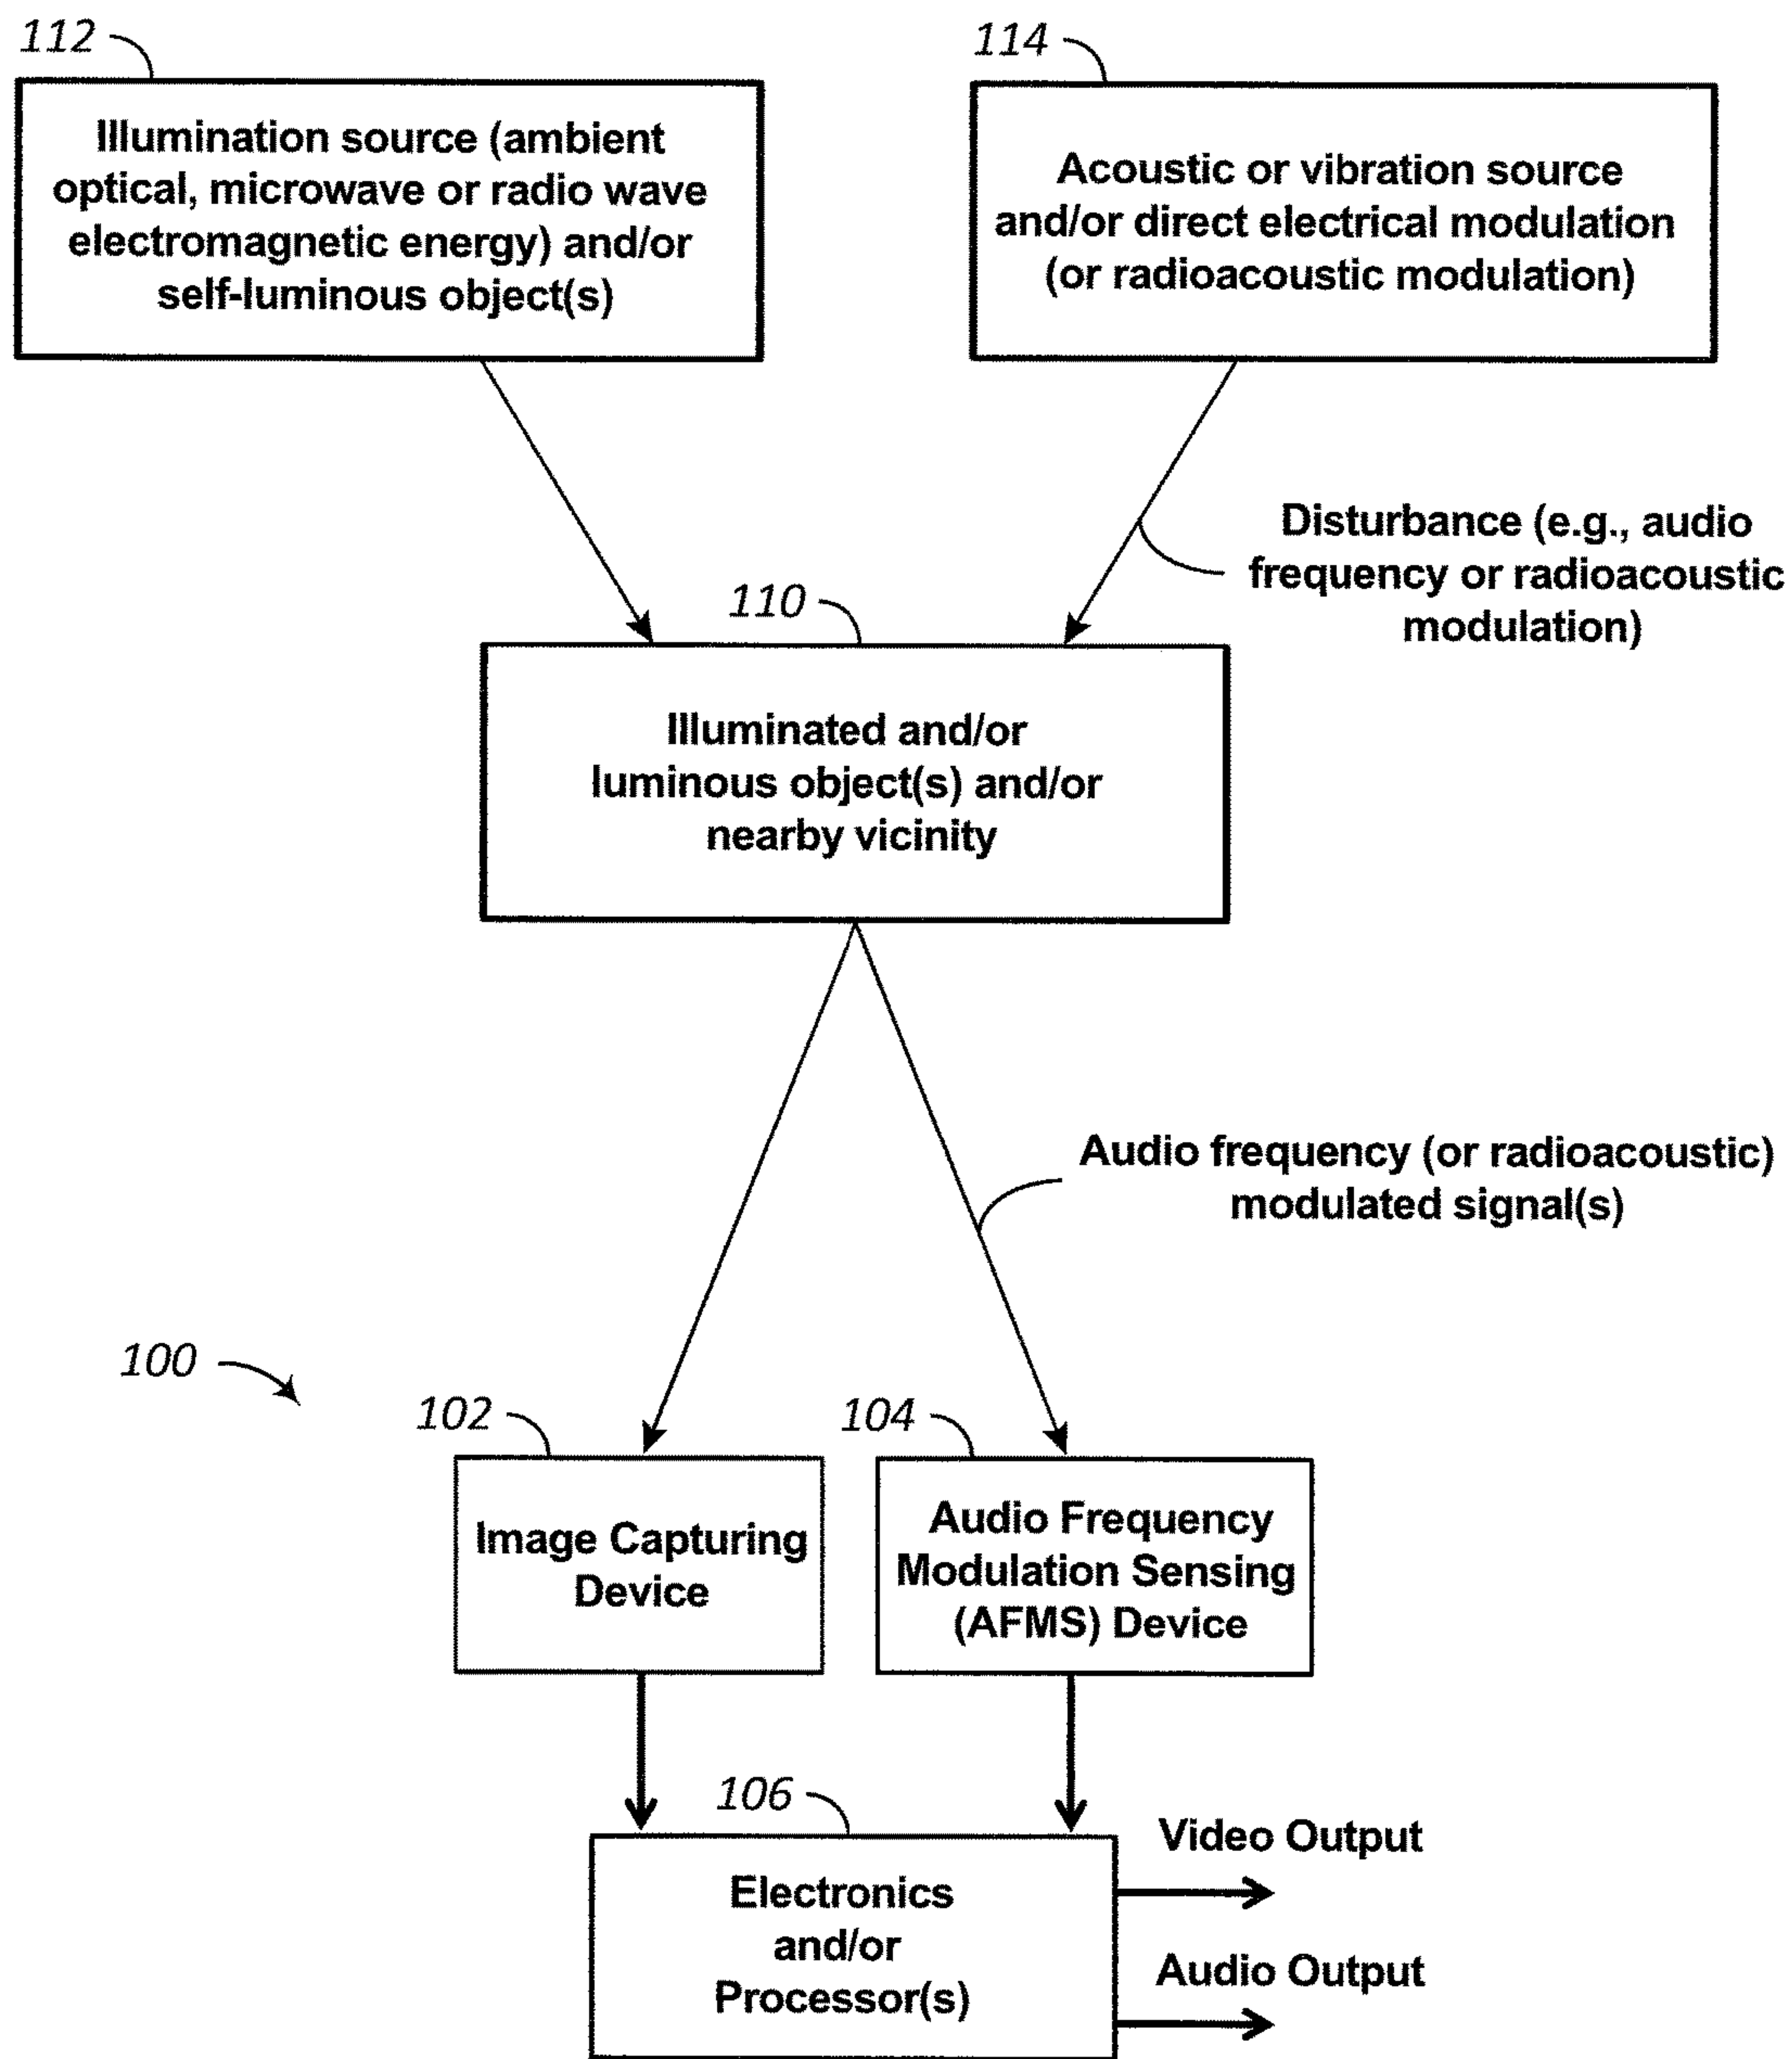 112
Illumination source (ambient
optical, microwave or radio wave
electromagnetic energy) and/or
self-luminous object(s)
114
Acoustic or vibration source
and/or direct electrical modulation
(or radioacoustic modulation)
Disturbance (e.g., audio
frequency or radioacoustic
modulation)
110
Illuminated and/or
luminous object(s) and/or
nearby vicinity
Audio frequency (or radioacoustic)
modulated signal(s)
100
102
Image Capturing
Device
104
Audio Frequency
Modulation Sensing
(AFMS) Device
106
Electronics
and/or
Processor(s)
Video Output
Audio Output